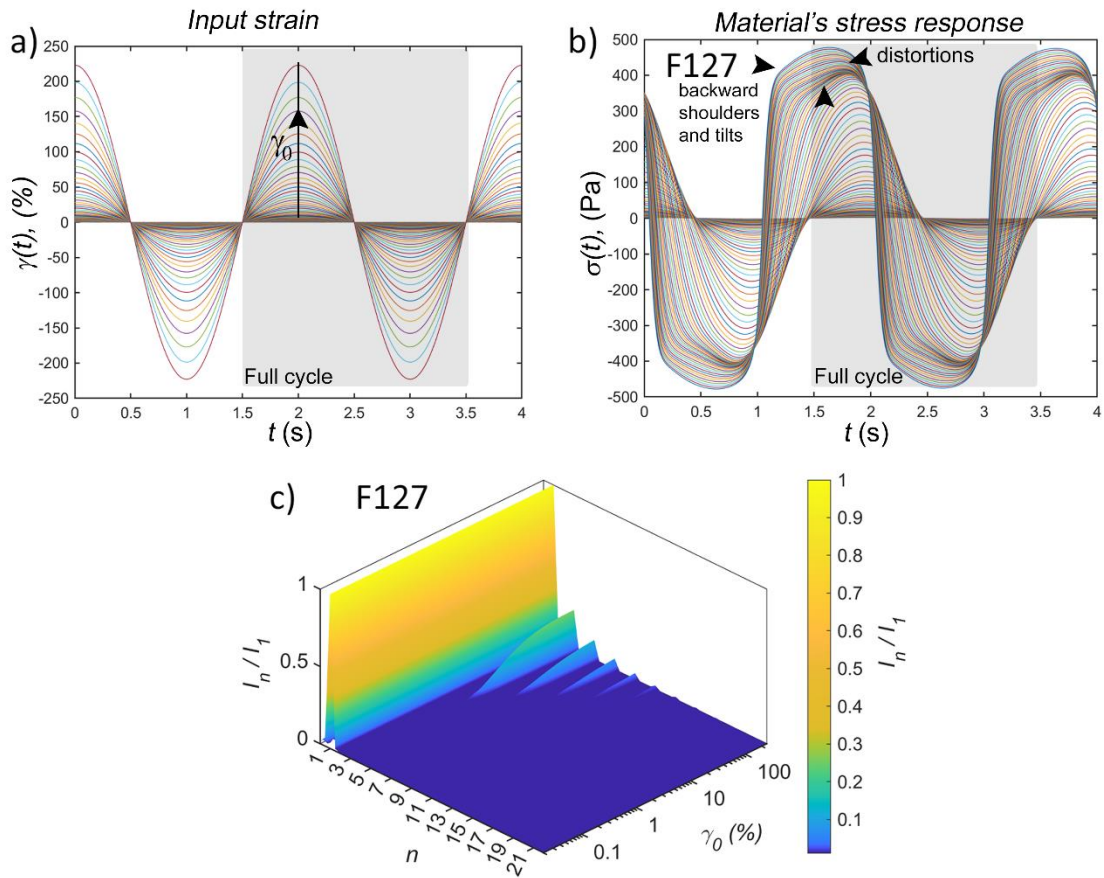 Input strain
a)
γ(t), (%)
250
200
150
100
50
0
-50
-100
-150
-200
-250
γ0
Full cycle
0 0.5 1 1.5 2 2.5 3 3.5 4
t (s)
Material's stress response
b)
σ(t), (Pa)
500
400
300
200
100
0
-100
-200
-300
-400
-500
F127
distortions
backward
shoulders
and tilts
Full cycle
0 0.5 1 1.5 2 2.5 3 3.5 4
t (s)
c) F127
In / I1
1
0.5
0
1 3 5 7 9 11 13 15 17 19 21
n
0.1 1 10 100
γ0 (%)
1
0.9
0.8
0.7
0.6
0.5
0.4
0.3
0.2
0.1
In / I1